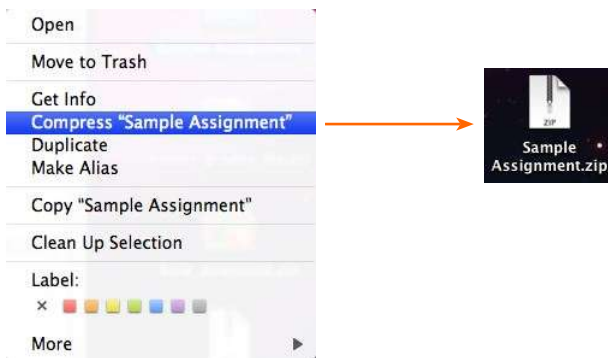 Open
Move to Trash
Get Info
Compress “Sample Assignment”
Duplicate
Make Alias
Copy “Sample Assignment”
Clean Up Selection
Label:
×
More
ZIP
Sample
Assignment.zip